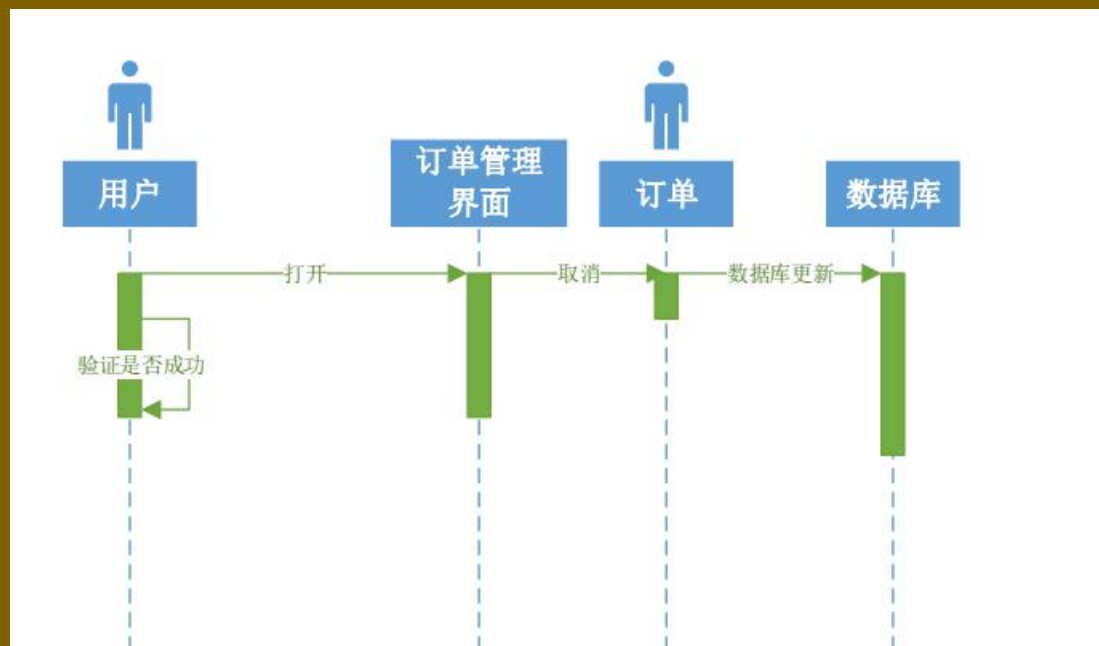 用户
订单管理
界面
订单
数据库
打开
取消
数据库更新
验证是否成功